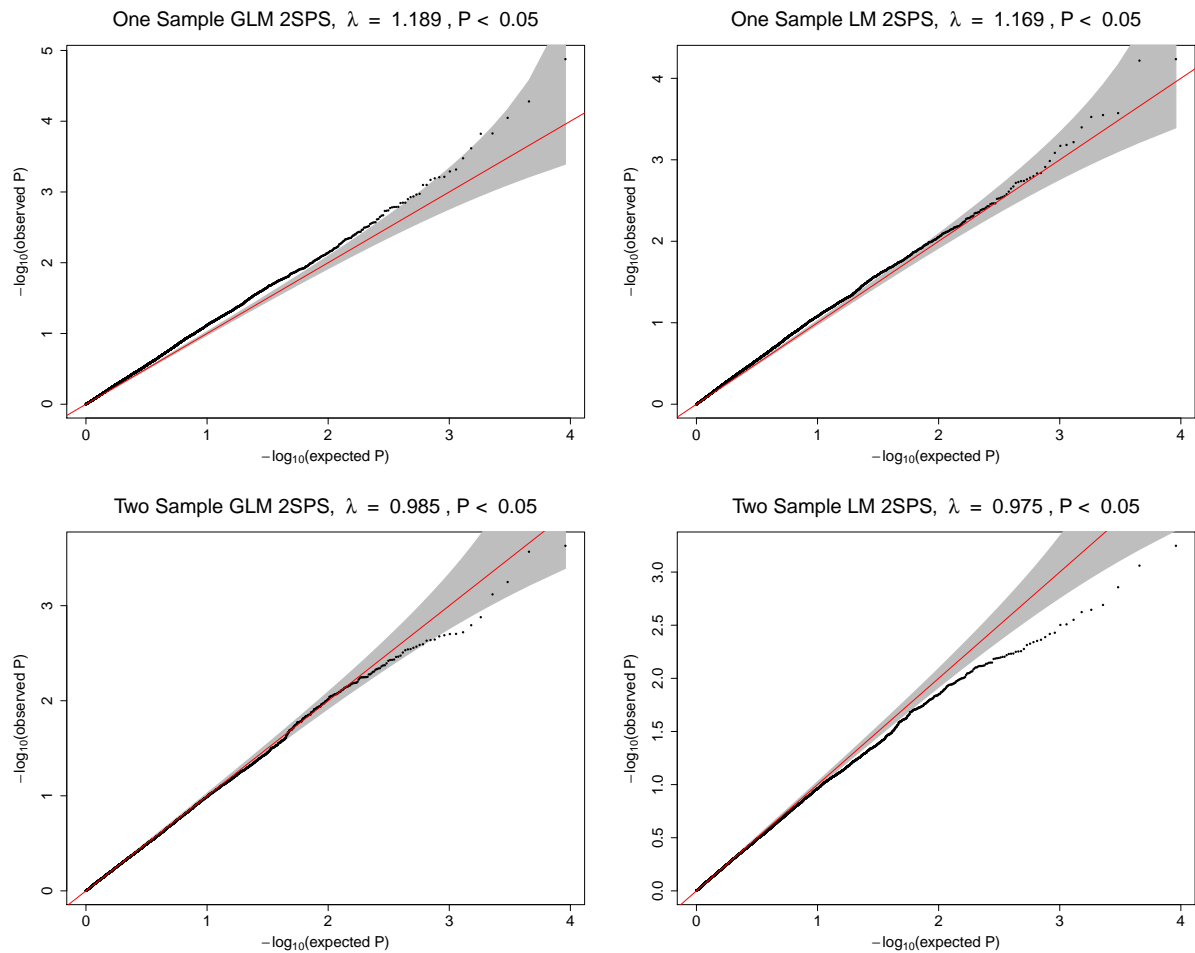 One Sample GLM 2SPS, λ = 1.189 , P < 0.05
5
4
3
2
1
0
−log10(observed P)
0 1 2 3 4
−log10(expected P)
One Sample LM 2SPS, λ = 1.169 , P < 0.05
4
3
2
1
0
−log10(observed P)
0 1 2 3 4
−log10(expected P)
Two Sample GLM 2SPS, λ = 0.985 , P < 0.05
3
2
1
0
−log10(observed P)
0 1 2 3 4
−log10(expected P)
Two Sample LM 2SPS, λ = 0.975 , P < 0.05
3.0
2.5
2.0
1.5
1.0
0.5
0.0
−log10(observed P)
0 1 2 3 4
−log10(expected P)